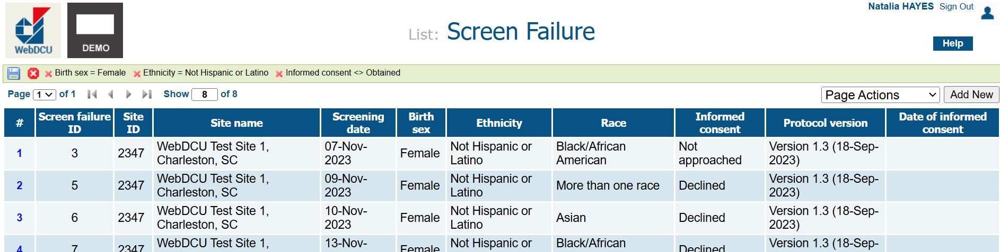 Natalia HAYES Sign Out
WebDCU
DEMO
List: Screen Failure
Help
Birth sex = Female Ethnicity = Not Hispanic or Latino Informed consent <> Obtained
Page 1 of 1 Show 8 of 8 Page Actions Add New
# Screen failure ID Site ID Site name Screening date Birth sex Ethnicity Race Informed consent Protocol version Date of informed consent
1 3 2347 WebDCU Test Site 1, Charleston, SC 07-Nov-2023 Female Not Hispanic or Latino Black/African American Not approached Version 1.3 (18-Sep-2023)
2 5 2347 WebDCU Test Site 1, Charleston, SC 09-Nov-2023 Female Not Hispanic or Latino More than one race Declined Version 1.3 (18-Sep-2023)
3 6 2347 WebDCU Test Site 1, Charleston, SC 10-Nov-2023 Female Not Hispanic or Latino Asian Declined Version 1.3 (18-Sep-2023)
4 7 2347 WebDCU Test Site 1, 13-Nov- Female Not Hispanic or Black/African Declined Version 1.3 (18-Sep-